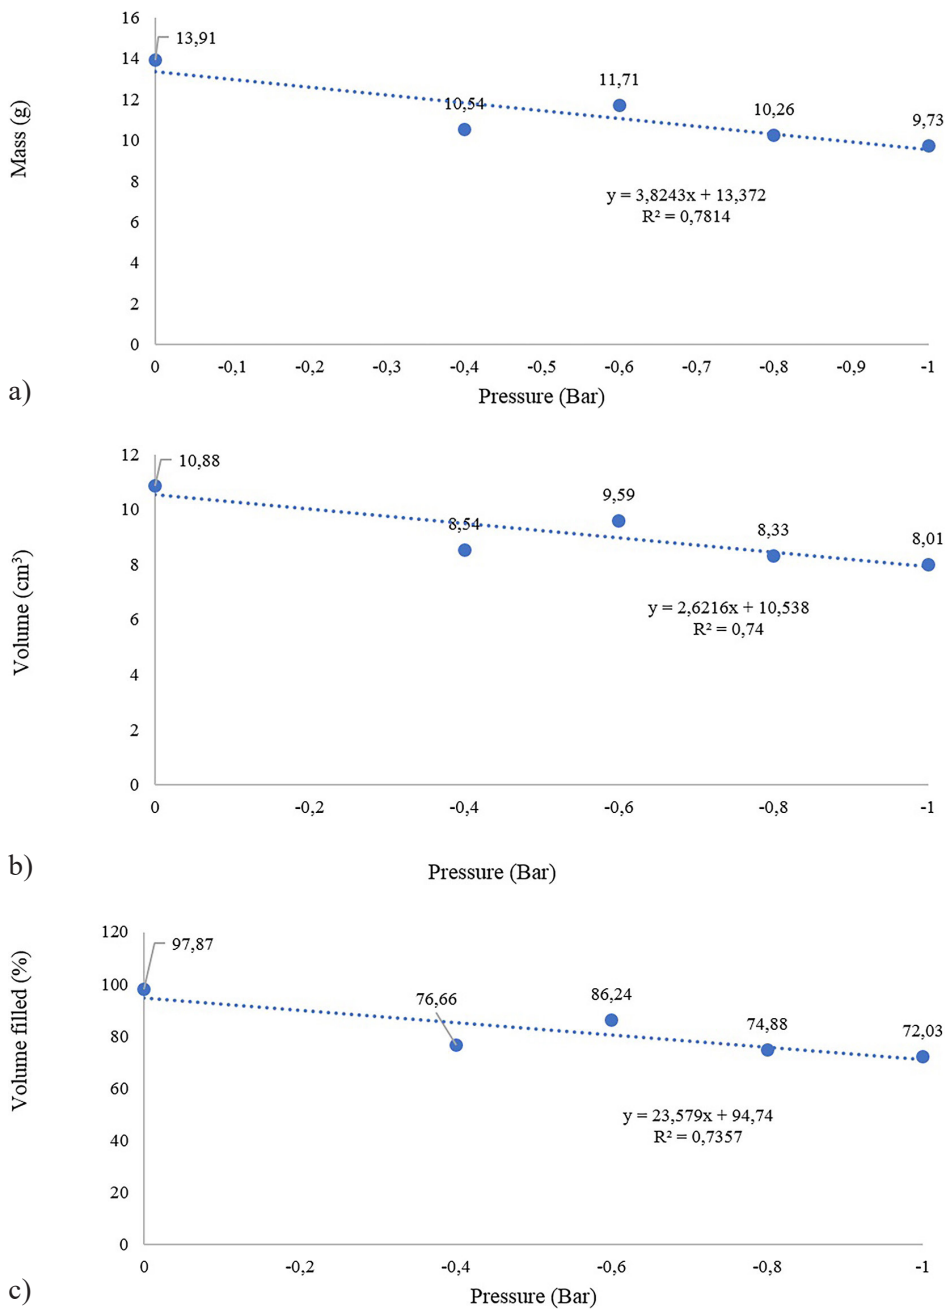 16
14
12
10
8
6
4
2
0
Mass (g)
13,91
10,54
11,71
10,26
9,73
y = 3,8243x + 13,372
R² = 0,7814
0 -0,1 -0,2 -0,3 -0,4 -0,5 -0,6 -0,7 -0,8 -0,9 -1
Pressure (Bar)
a)
12
10
8
6
4
2
0
Volume (cm³)
10,88
8,54
9,59
8,33
8,01
y = 2,6216x + 10,538
R² = 0,74
0 -0,2 -0,4 -0,6 -0,8 -1
Pressure (Bar)
b)
120
100
80
60
40
20
0
Volume filled (%)
97,87
76,66
86,24
74,88
72,03
y = 23,579x + 94,74
R² = 0,7357
0 -0,2 -0,4 -0,6 -0,8 -1
Pressure (Bar)
c)